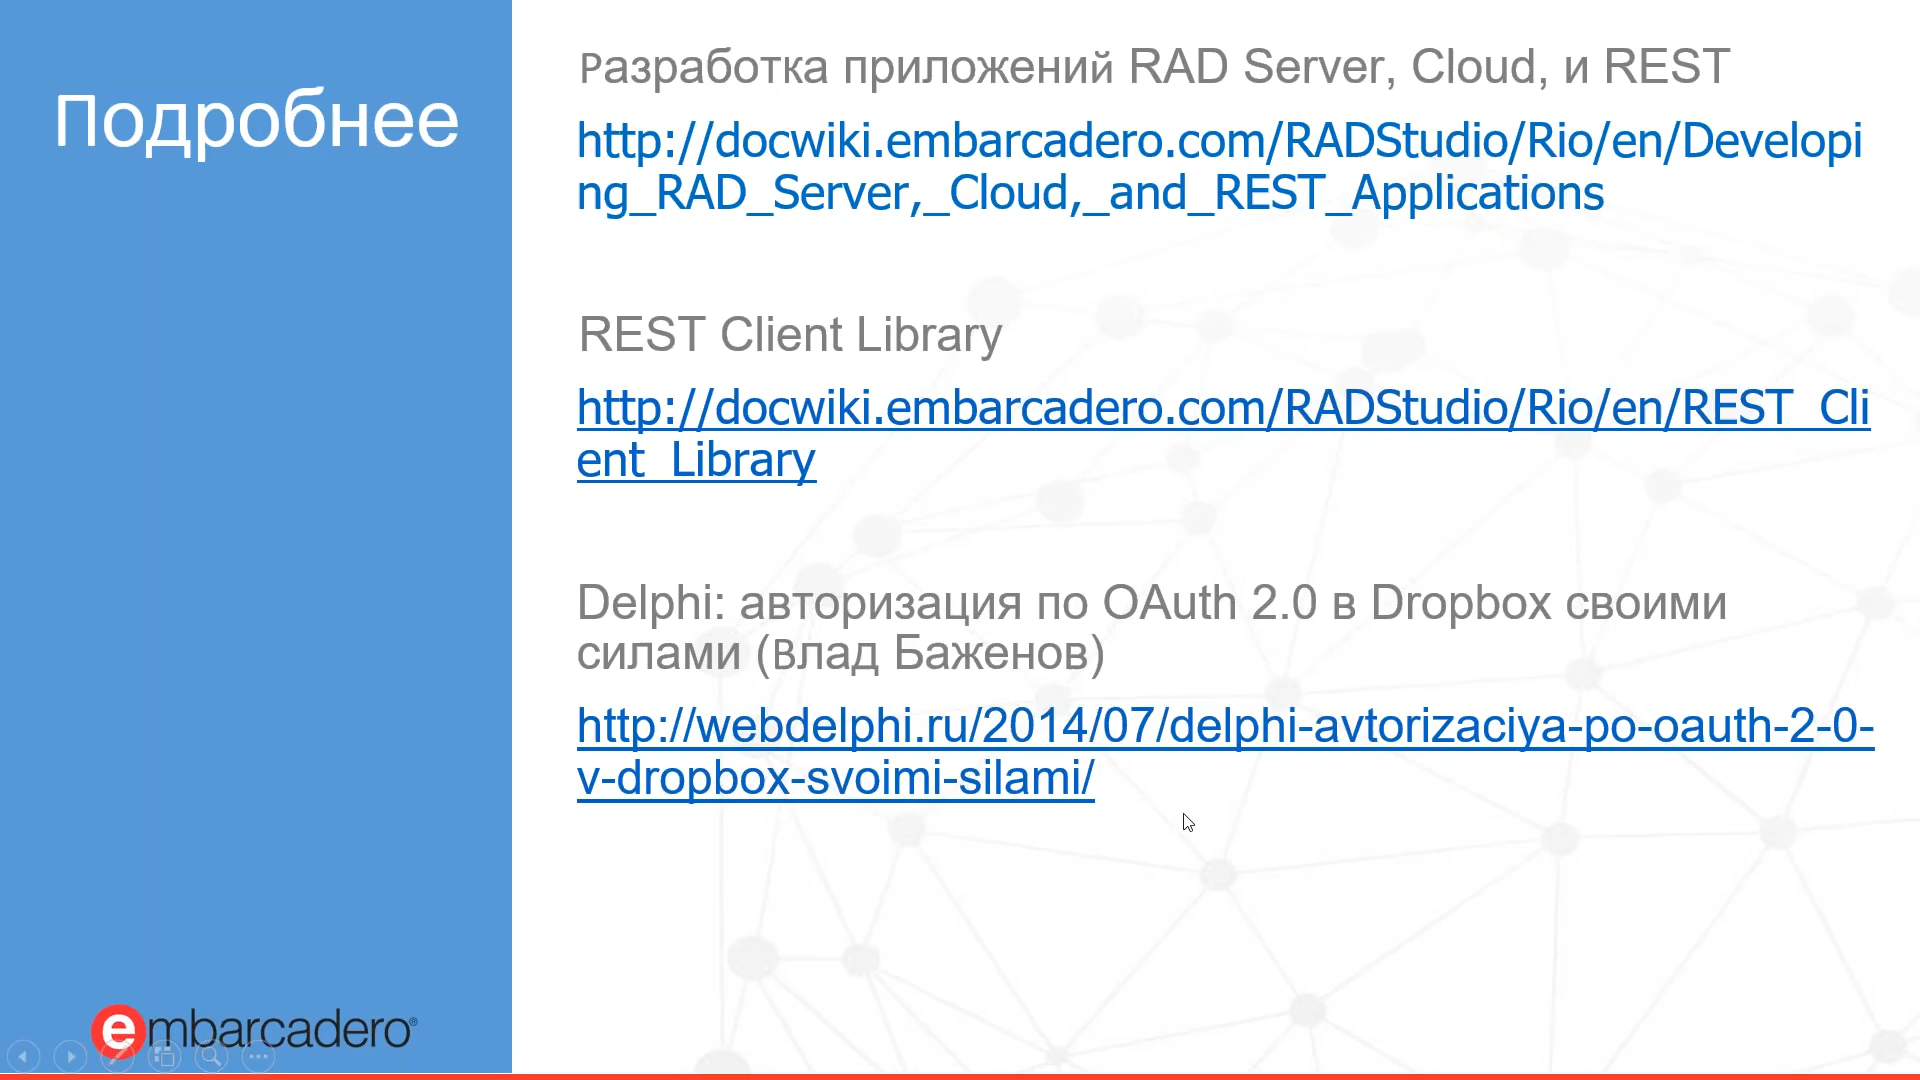 Подробнее
Разработка приложений RAD Server, Cloud, и REST
http://docwiki.embarcadero.com/RADStudio/Rio/en/Developi
ng_RAD_Server,_Cloud,_and_REST_Applications
REST Client Library
http://docwiki.embarcadero.com/RADStudio/Rio/en/REST_Cli
ent_Library
Delphi: авторизация по OAuth 2.0 в Dropbox своими
силами (Влад Баженов)
http://webdelphi.ru/2014/07/delphi-avtorizaciya-po-oauth-2-0-
v-dropbox-svoimi-silami/
embarcadero®